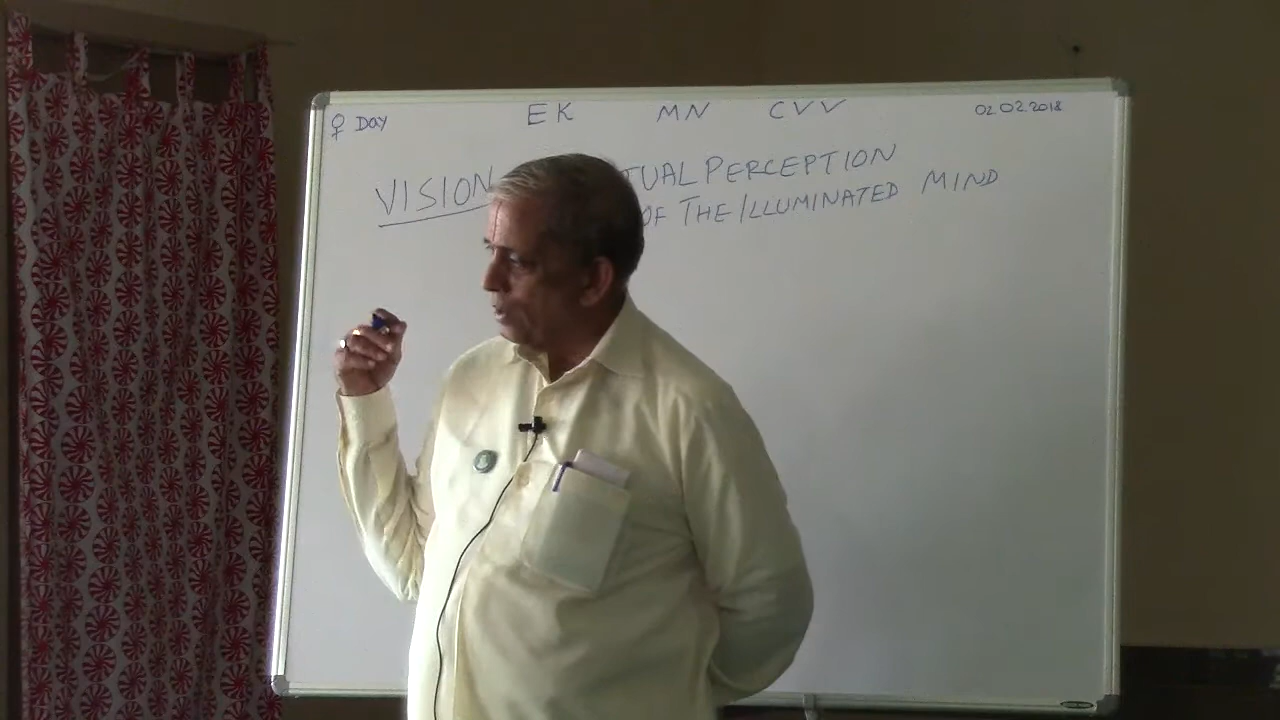 ♀ DAY EK MN CVV 02.02.2018
VISION TUAL PERCEPTION
OF THE ILLUMINATED MIND